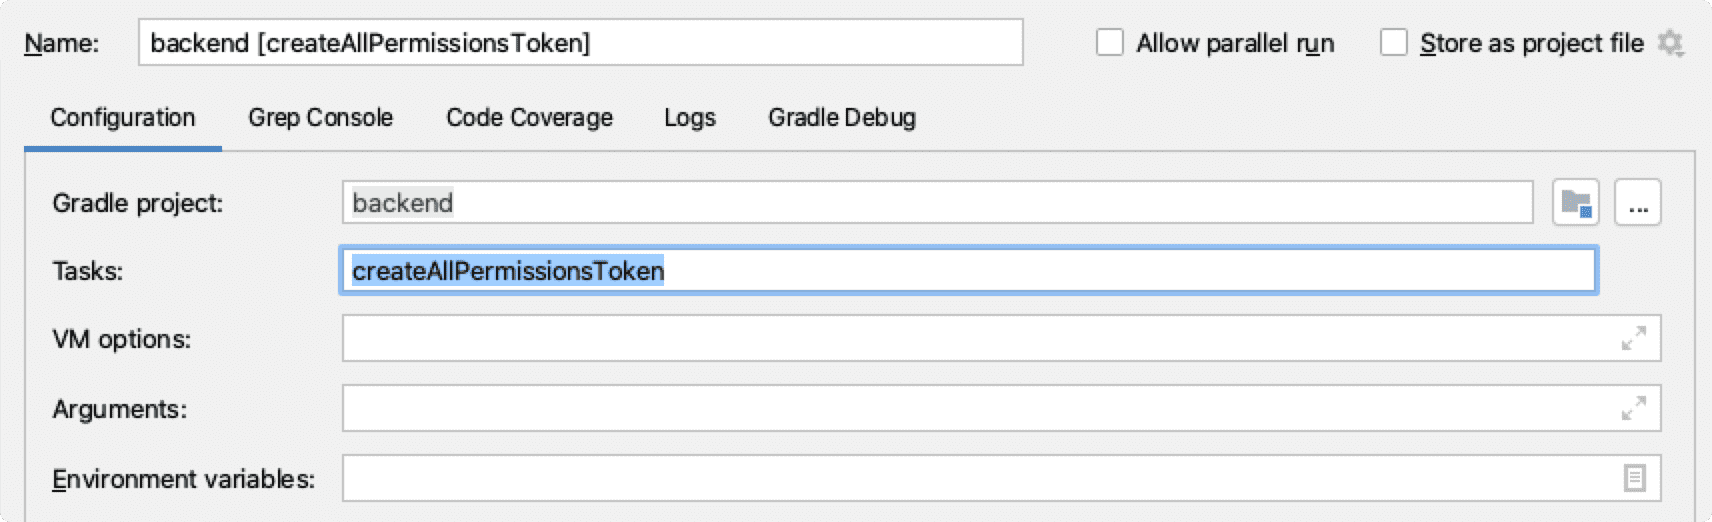 Name: backend [createAllPermissionsToken] Allow parallel run Store as project file
Configuration Grep Console Code Coverage Logs Gradle Debug
Gradle project: backend ...
Tasks: createAllPermissionsToken
VM options:
Arguments:
Environment variables: